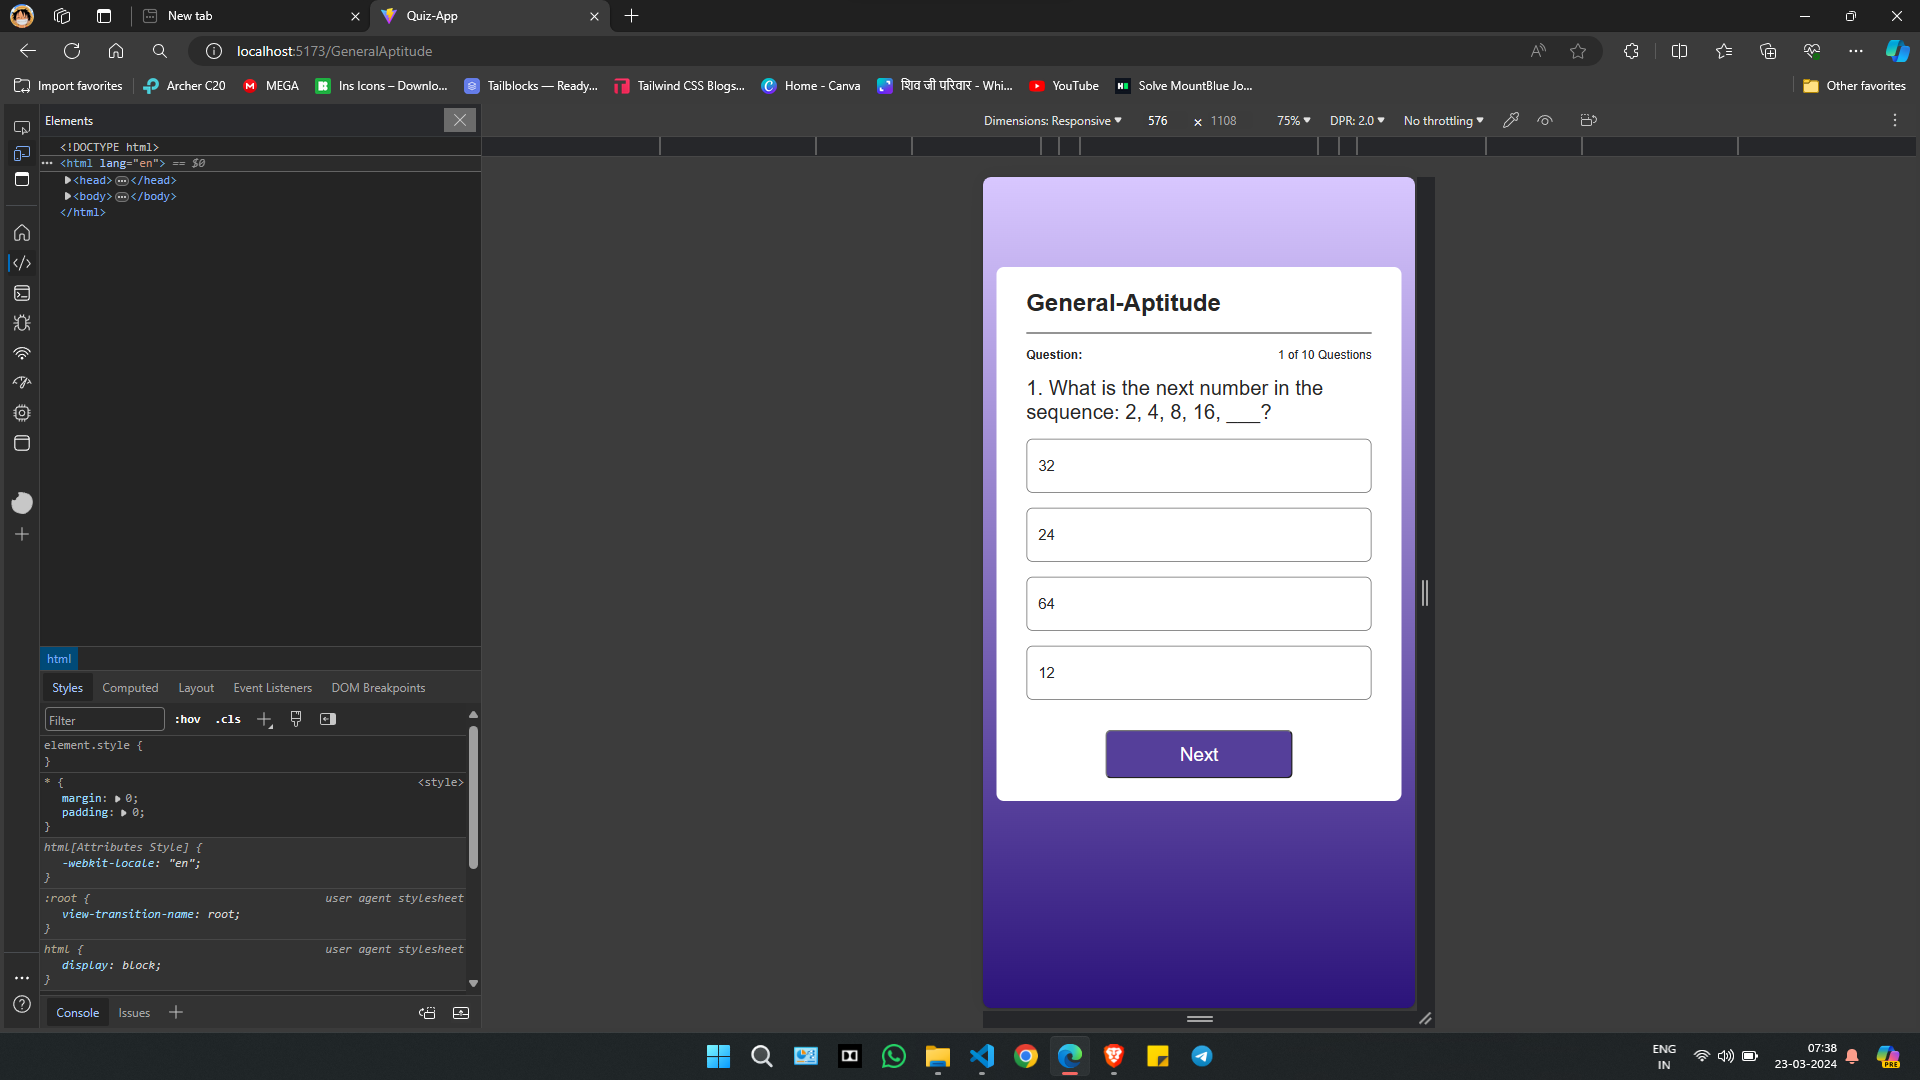 New tab
Quiz-App
localhost:5173/GeneralAptitude
Import favorites
Archer C20
MEGA
Ins Icons – Downlo...
Tailblocks — Ready...
Tailwind CSS Blogs...
Home - Canva
शिव जी परिवार - Whi...
YouTube
Solve MountBlue Jo...
Other favorites
Elements
Dimensions: Responsive
576 x 1108
75%
DPR: 2.0
No throttling
<!DOCTYPE html>
<html lang="en"> == $0
<head> … </head>
<body> … </body>
</html>
General-Aptitude
Question:
1 of 10 Questions
1. What is the next number in the
sequence: 2, 4, 8, 16, ___?
32
24
64
12
Next
html
Styles
Computed
Layout
Event Listeners
DOM Breakpoints
Filter
:hov
.cls
element.style {
}
* {
<style>
margin: 0;
padding: 0;
}
html[Attributes Style] {
-webkit-locale: "en";
}
:root {
user agent stylesheet
view-transition-name: root;
}
html {
user agent stylesheet
display: block;
}
Console
Issues
ENG
IN
07:38
23-03-2024